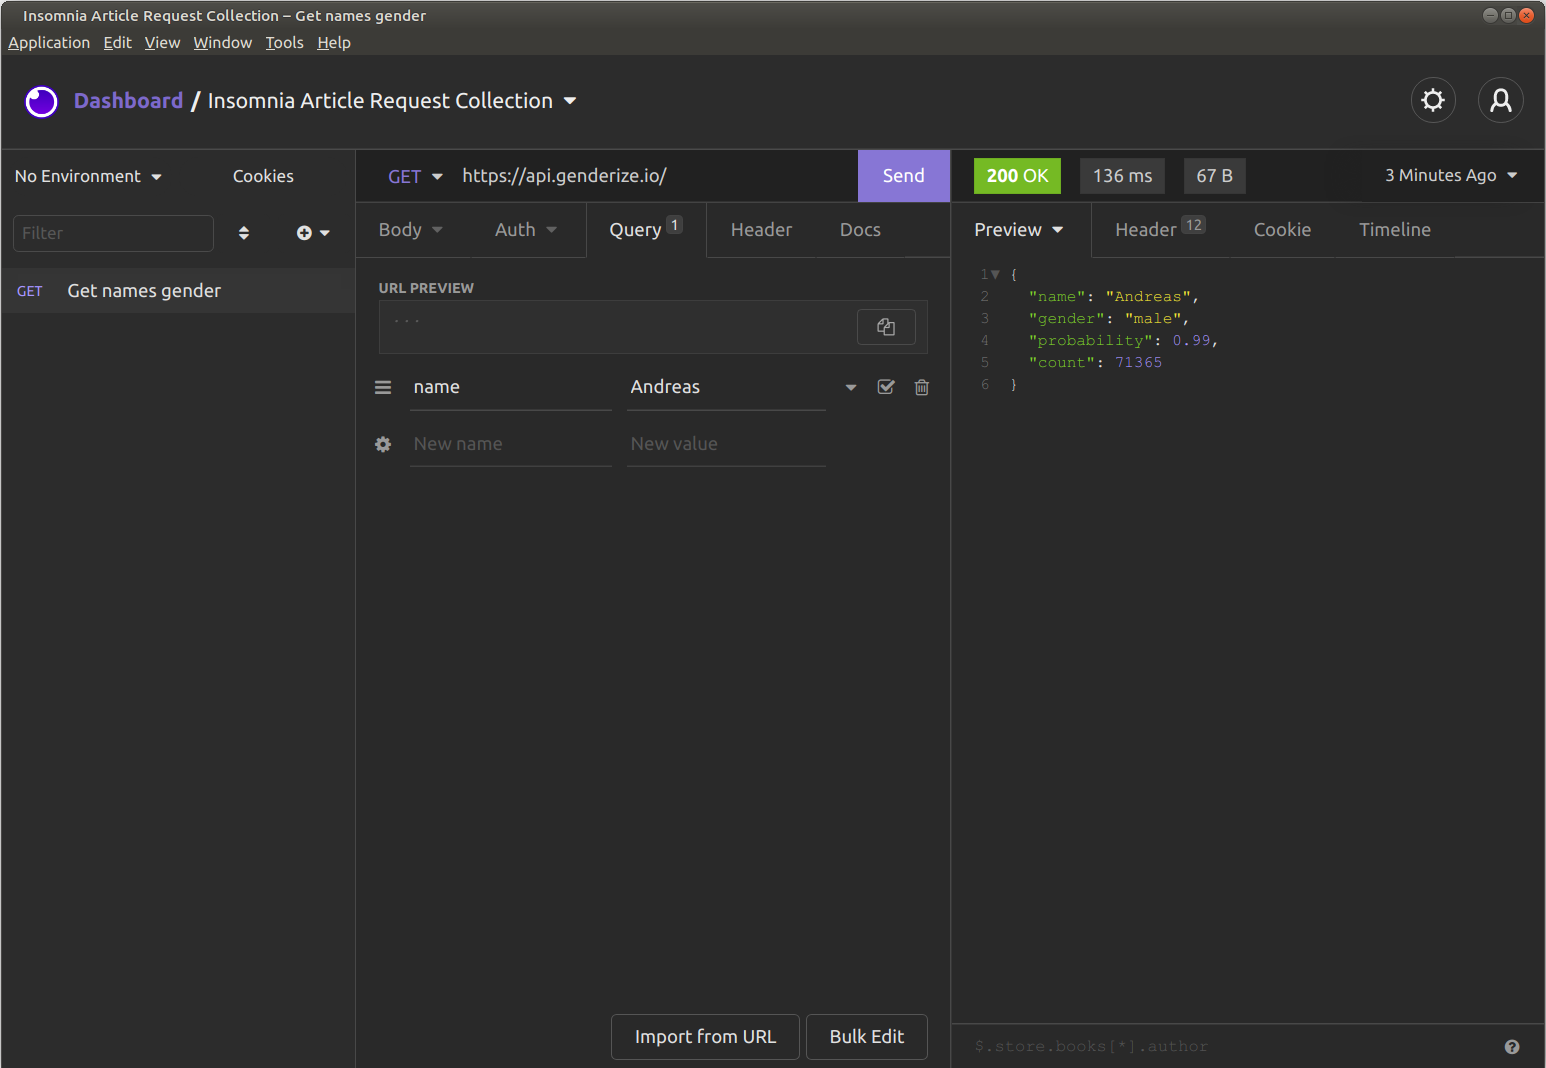 Insomnia Article Request Collection – Get names gender
Application Edit View Window Tools Help
Dashboard / Insomnia Article Request Collection
No Environment Cookies
Filter
GET Get names gender
GET https://api.genderize.io/ Send
Body Auth Query 1 Header Docs
URL PREVIEW
...
name Andreas
New name New value
Import from URL Bulk Edit
200 OK 136 ms 67 B 3 Minutes Ago
Preview Header 12 Cookie Timeline
1 {
2 "name": "Andreas",
3 "gender": "male",
4 "probability": 0.99,
5 "count": 71365
6 }
$.store.books[*].author ?